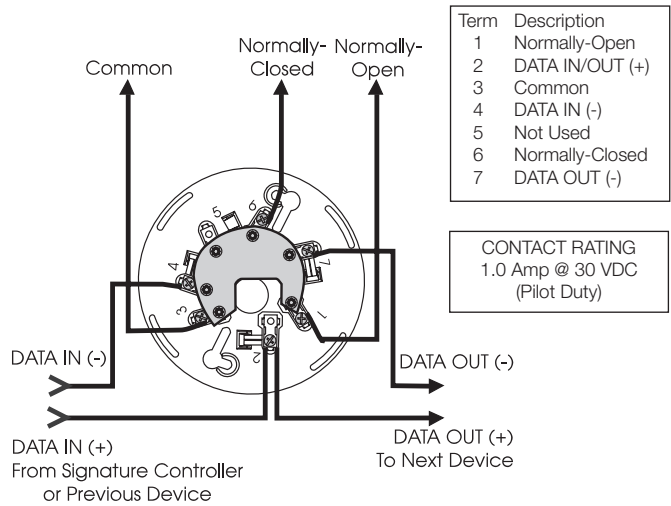 Common
Normally-
Closed
Normally-
Open
Term Description
1 Normally-Open
2 DATA IN/OUT (+)
3 Common
4 DATA IN (-)
5 Not Used
6 Normally-Closed
7 DATA OUT (-)
CONTACT RATING
1.0 Amp @ 30 VDC
(Pilot Duty)
5
6
4
7
3
1
2
DATA IN (-)
DATA OUT (-)
DATA IN (+)
From Signature Controller
or Previous Device
DATA OUT (+)
To Next Device